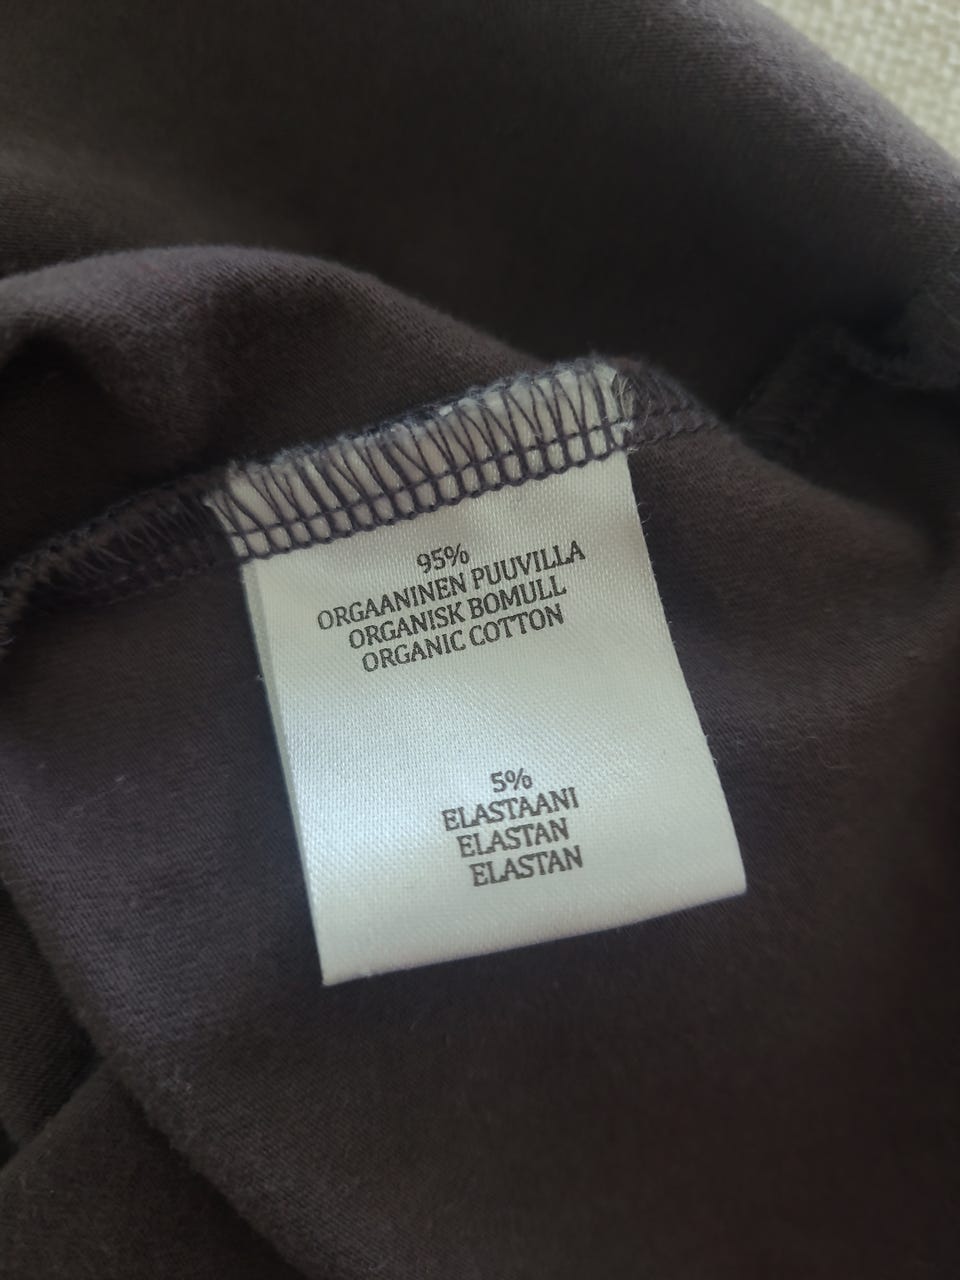 95%
ORGAANINEN PUUVILLA
ORGANISK BOMULL
ORGANIC COTTON
5%
ELASTAANI
ELASTAN
ELASTAN